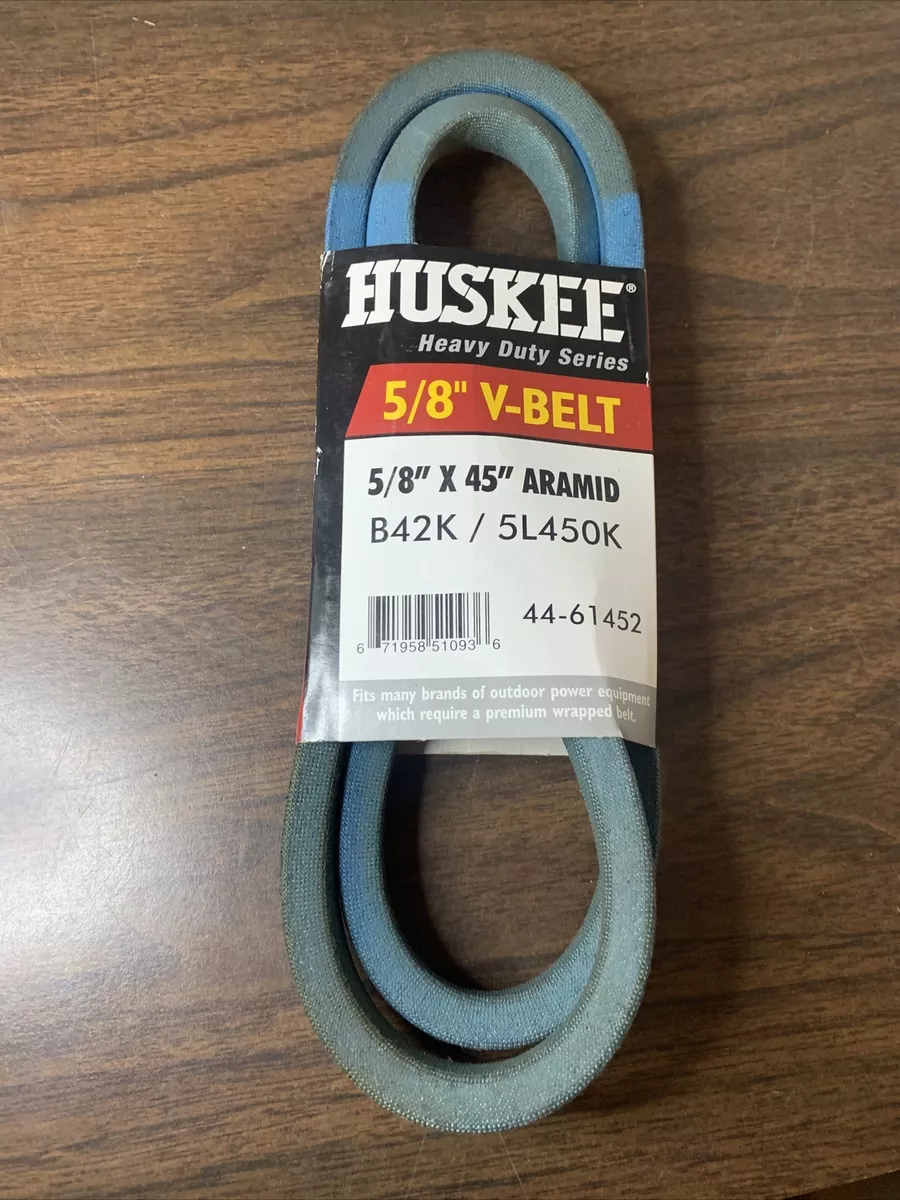 HUSKEE®
Heavy Duty Series
5/8" V-BELT
5/8" X 45" ARAMID
B42K / 5L450K
44-61452
6 71958 51093 6
Fits many brands of outdoor power equipment
which require a premium wrapped belt.